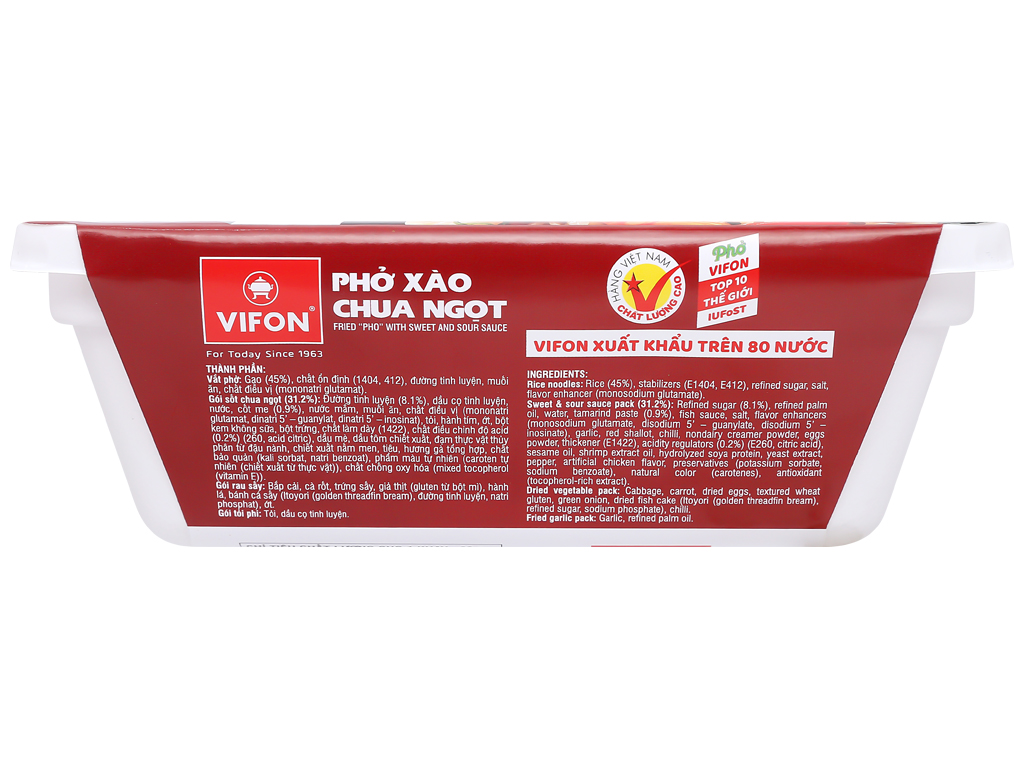 VIFON®
For Today Since 1963
PHỞ XÀO
CHUA NGỌT
FRIED "PHO" WITH SWEET AND SOUR SAUCE
HÀNG VIỆT NAM
CHẤT LƯỢNG CAO
Phở
VIFON
TOP 10
THẾ GIỚI
IUFoST
VIFON XUẤT KHẨU TRÊN 80 NƯỚC
THÀNH PHẦN:
Vắt phở: Gạo (45%), chất ổn định (1404, 412), đường tinh luyện, muối
ăn, chất điều vị (mononatri glutamat).
Gói sốt chua ngọt (31.2%): Đường tinh luyện (8.1%), dầu cọ tinh luyện,
nước, cốt me (0.9%), nước mắm, muối ăn, chất điều vị (mononatri
glutamat, dinatri 5' – guanylat, dinatri 5' – inosinat), tỏi, hành tím, ớt, bột
kem không sữa, bột trứng, chất làm dày (1422), chất điều chỉnh độ acid
(0.2%) (260, acid citric), dầu mè, dầu tôm chiết xuất, đạm thực vật thủy
phân từ đậu nành, chiết xuất nấm men, tiêu, hương gà tổng hợp, chất
bảo quản (kali sorbat, natri benzoat), phẩm màu tự nhiên (caroten tự
nhiên (chiết xuất từ thực vật)), chất chống oxy hóa (mixed tocopherol
(vitamin E)).
Gói rau sấy: Bắp cải, cà rốt, trứng sấy, giả thịt (gluten từ bột mì), hành
lá, bánh cá sấy (Itoyori (golden threadfin bream), đường tinh luyện, natri
phosphat), ớt.
Gói tỏi phi: Tỏi, dầu cọ tinh luyện.
INGREDIENTS:
Rice noodles: Rice (45%), stabilizers (E1404, E412), refined sugar, salt,
flavor enhancer (monosodium glutamate).
Sweet & sour sauce pack (31.2%): Refined sugar (8.1%), refined palm
oil, water, tamarind paste (0.9%), fish sauce, salt, flavor enhancers
(monosodium glutamate, disodium 5' – guanylate, disodium 5' –
inosinate), garlic, red shallot, chilli, nondairy creamer powder, eggs
powder, thickener (E1422), acidity regulators (0.2%) (E260, citric acid),
sesame oil, shrimp extract oil, hydrolyzed soya protein, yeast extract,
pepper, artificial chicken flavor, preservatives (potassium sorbate,
sodium benzoate), natural color (carotenes), antioxidant
(tocopherol-rich extract).
Dried vegetable pack: Cabbage, carrot, dried eggs, textured wheat
gluten, green onion, dried fish cake (Itoyori (golden threadfin bream),
refined sugar, sodium phosphate), chilli.
Fried garlic pack: Garlic, refined palm oil.